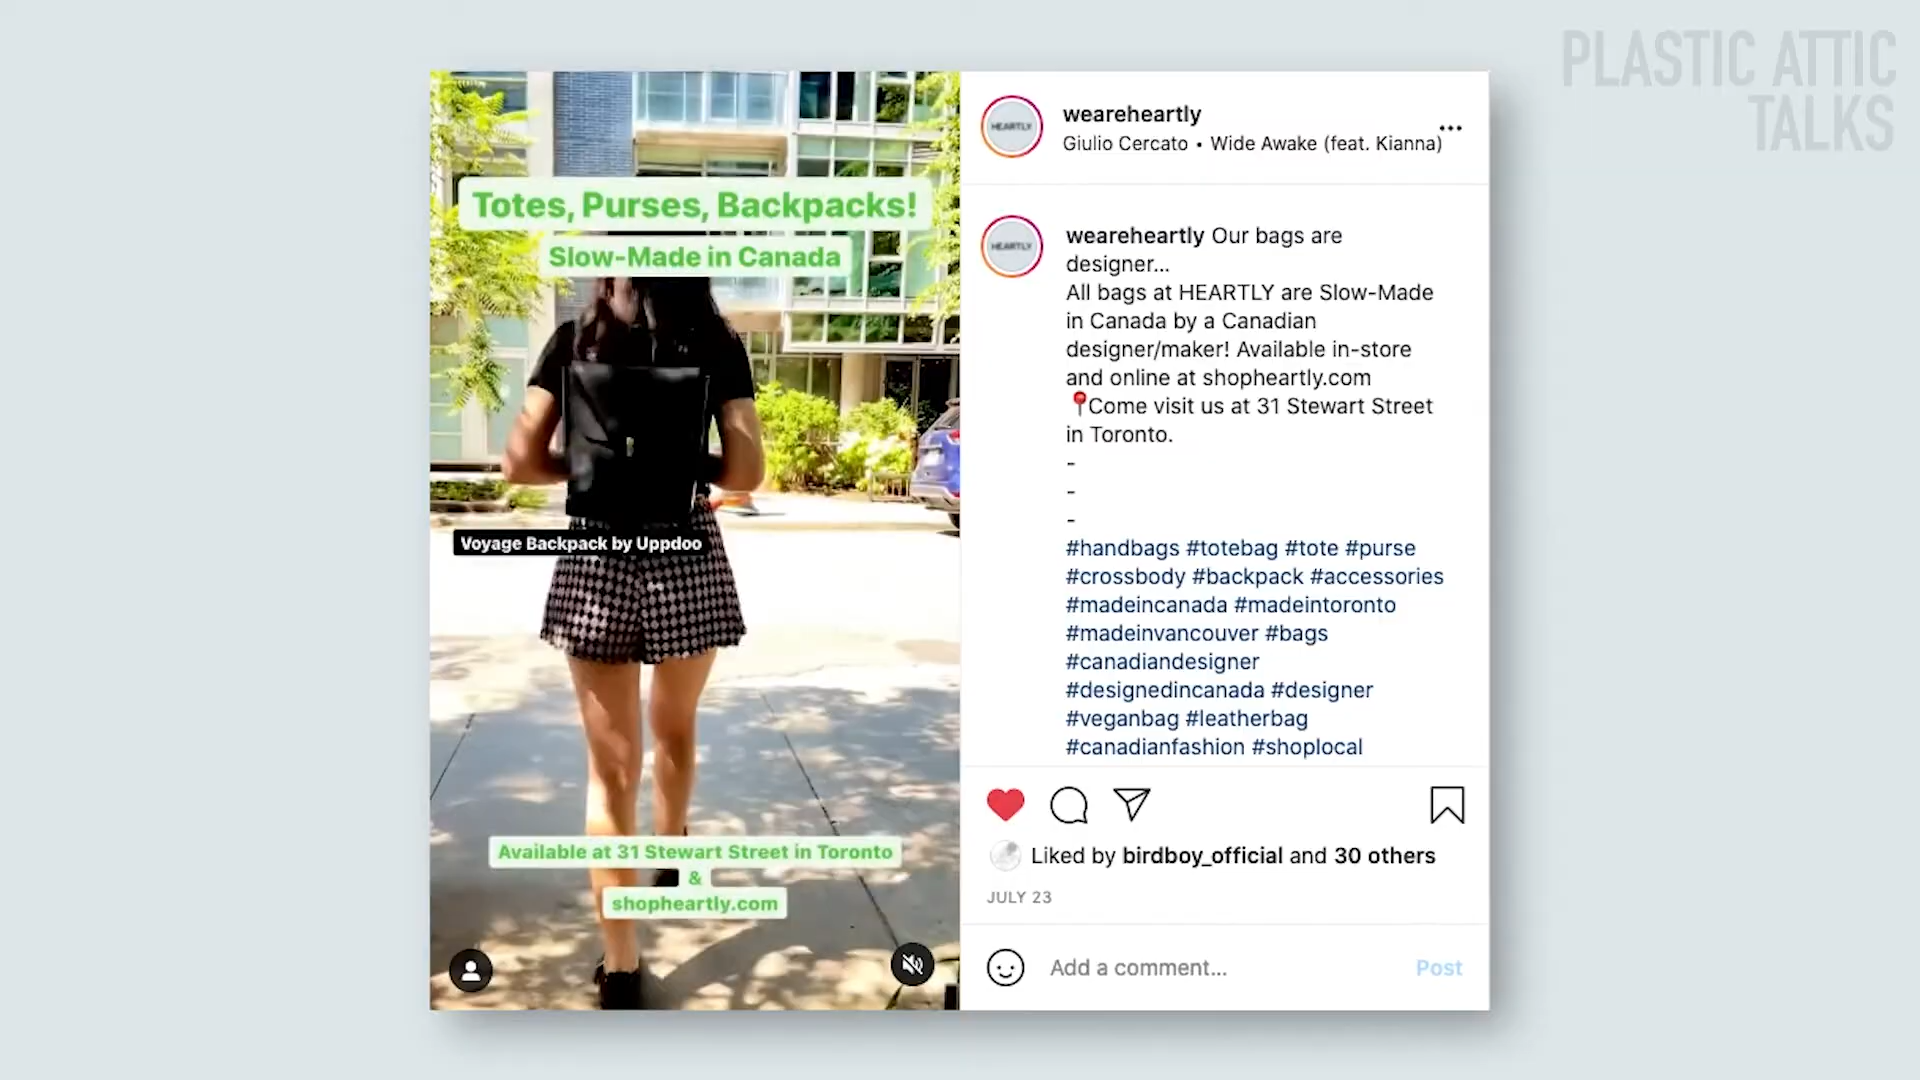 PLASTIC ATTIC
TALKS
Totes, Purses, Backpacks!
Slow-Made in Canada
Voyage Backpack by Uppdoo
Available at 31 Stewart Street in Toronto
&
shopheartly.com
HEARTLY
weareheartly
Giulio Cercato • Wide Awake (feat. Kianna)
HEARTLY
weareheartly Our bags are
designer...
All bags at HEARTLY are Slow-Made
in Canada by a Canadian
designer/maker! Available in-store
and online at shopheartly.com
📍Come visit us at 31 Stewart Street
in Toronto.
-
-
-
#handbags #totebag #tote #purse
#crossbody #backpack #accessories
#madeincanada #madeintoronto
#madeinvancouver #bags
#canadiandesigner
#designedincanada #designer
#veganbag #leatherbag
#canadianfashion #shoplocal
Liked by birdboy_official and 30 others
JULY 23
Add a comment...
Post